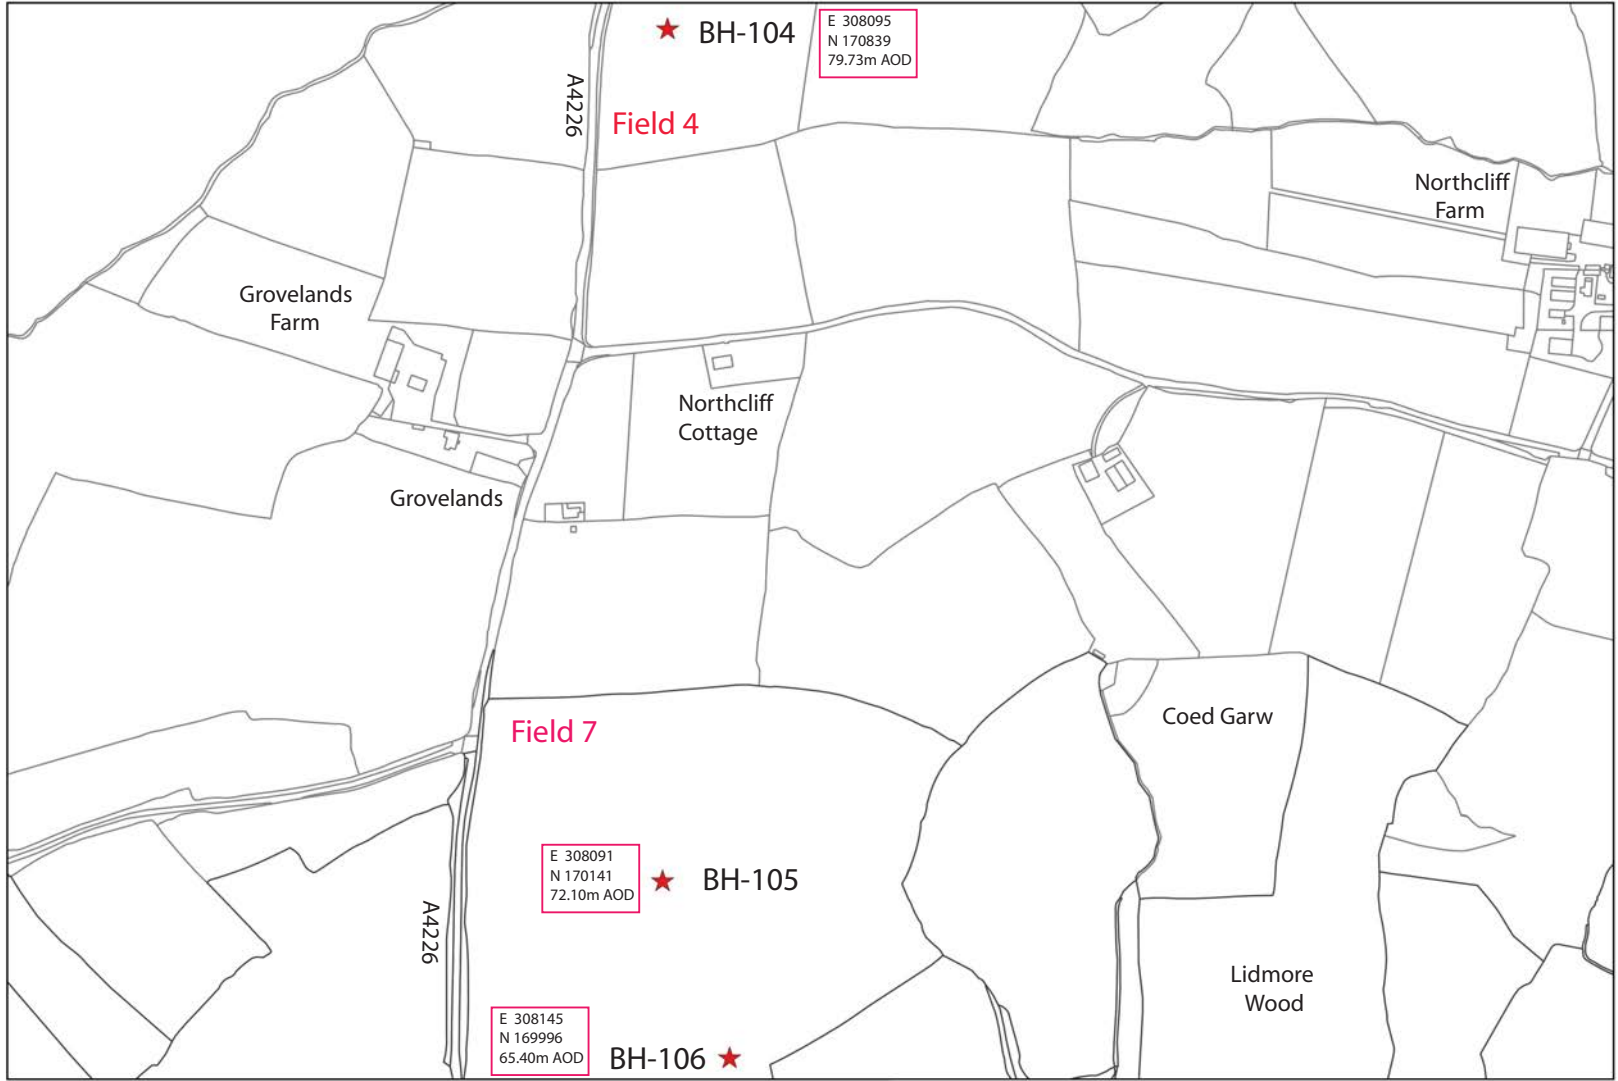 BH-104
E 308095
N 170839
79.73m AOD
A4226
Field 4
Northcliff
Farm
Grovelands
Farm
Northcliff
Cottage
Grovelands
Coed Garw
Field 7
E 308091
N 170141
72.10m AOD
BH-105
A4226
Lidmore
Wood
E 308145
N 169996
65.40m AOD
BH-106